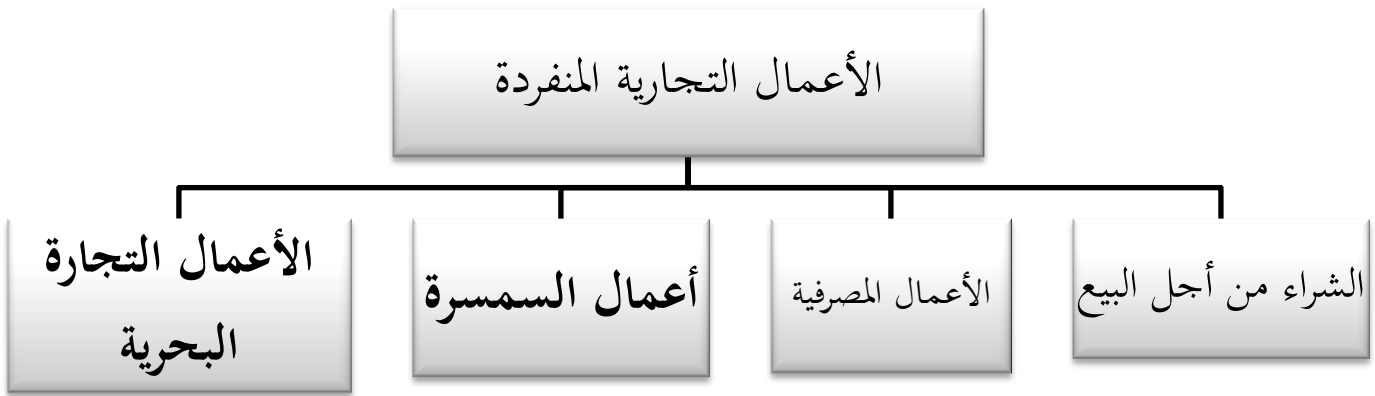 الأعمال التجارية المنفردة
الشراء من أجل البيع
الأعمال المصرفية
أعمال السمسرة
الأعمال التجارة
البحرية